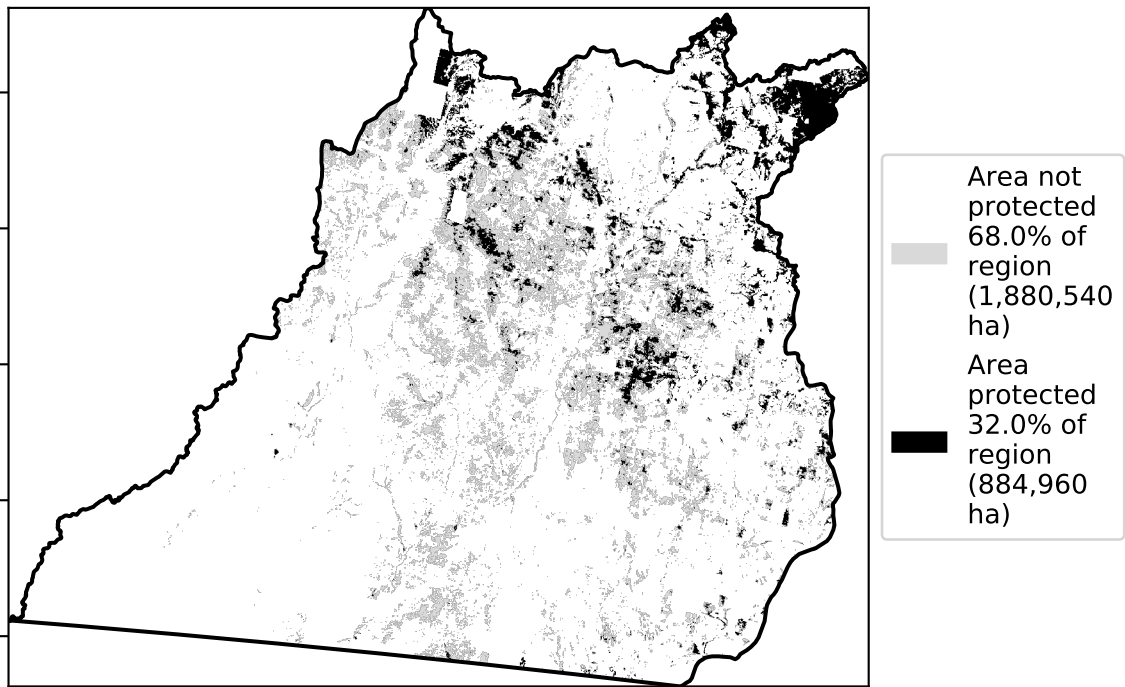 Area not
protected
68.0% of
region
(1,880,540
ha)
Area
protected
32.0% of
region
(884,960
ha)